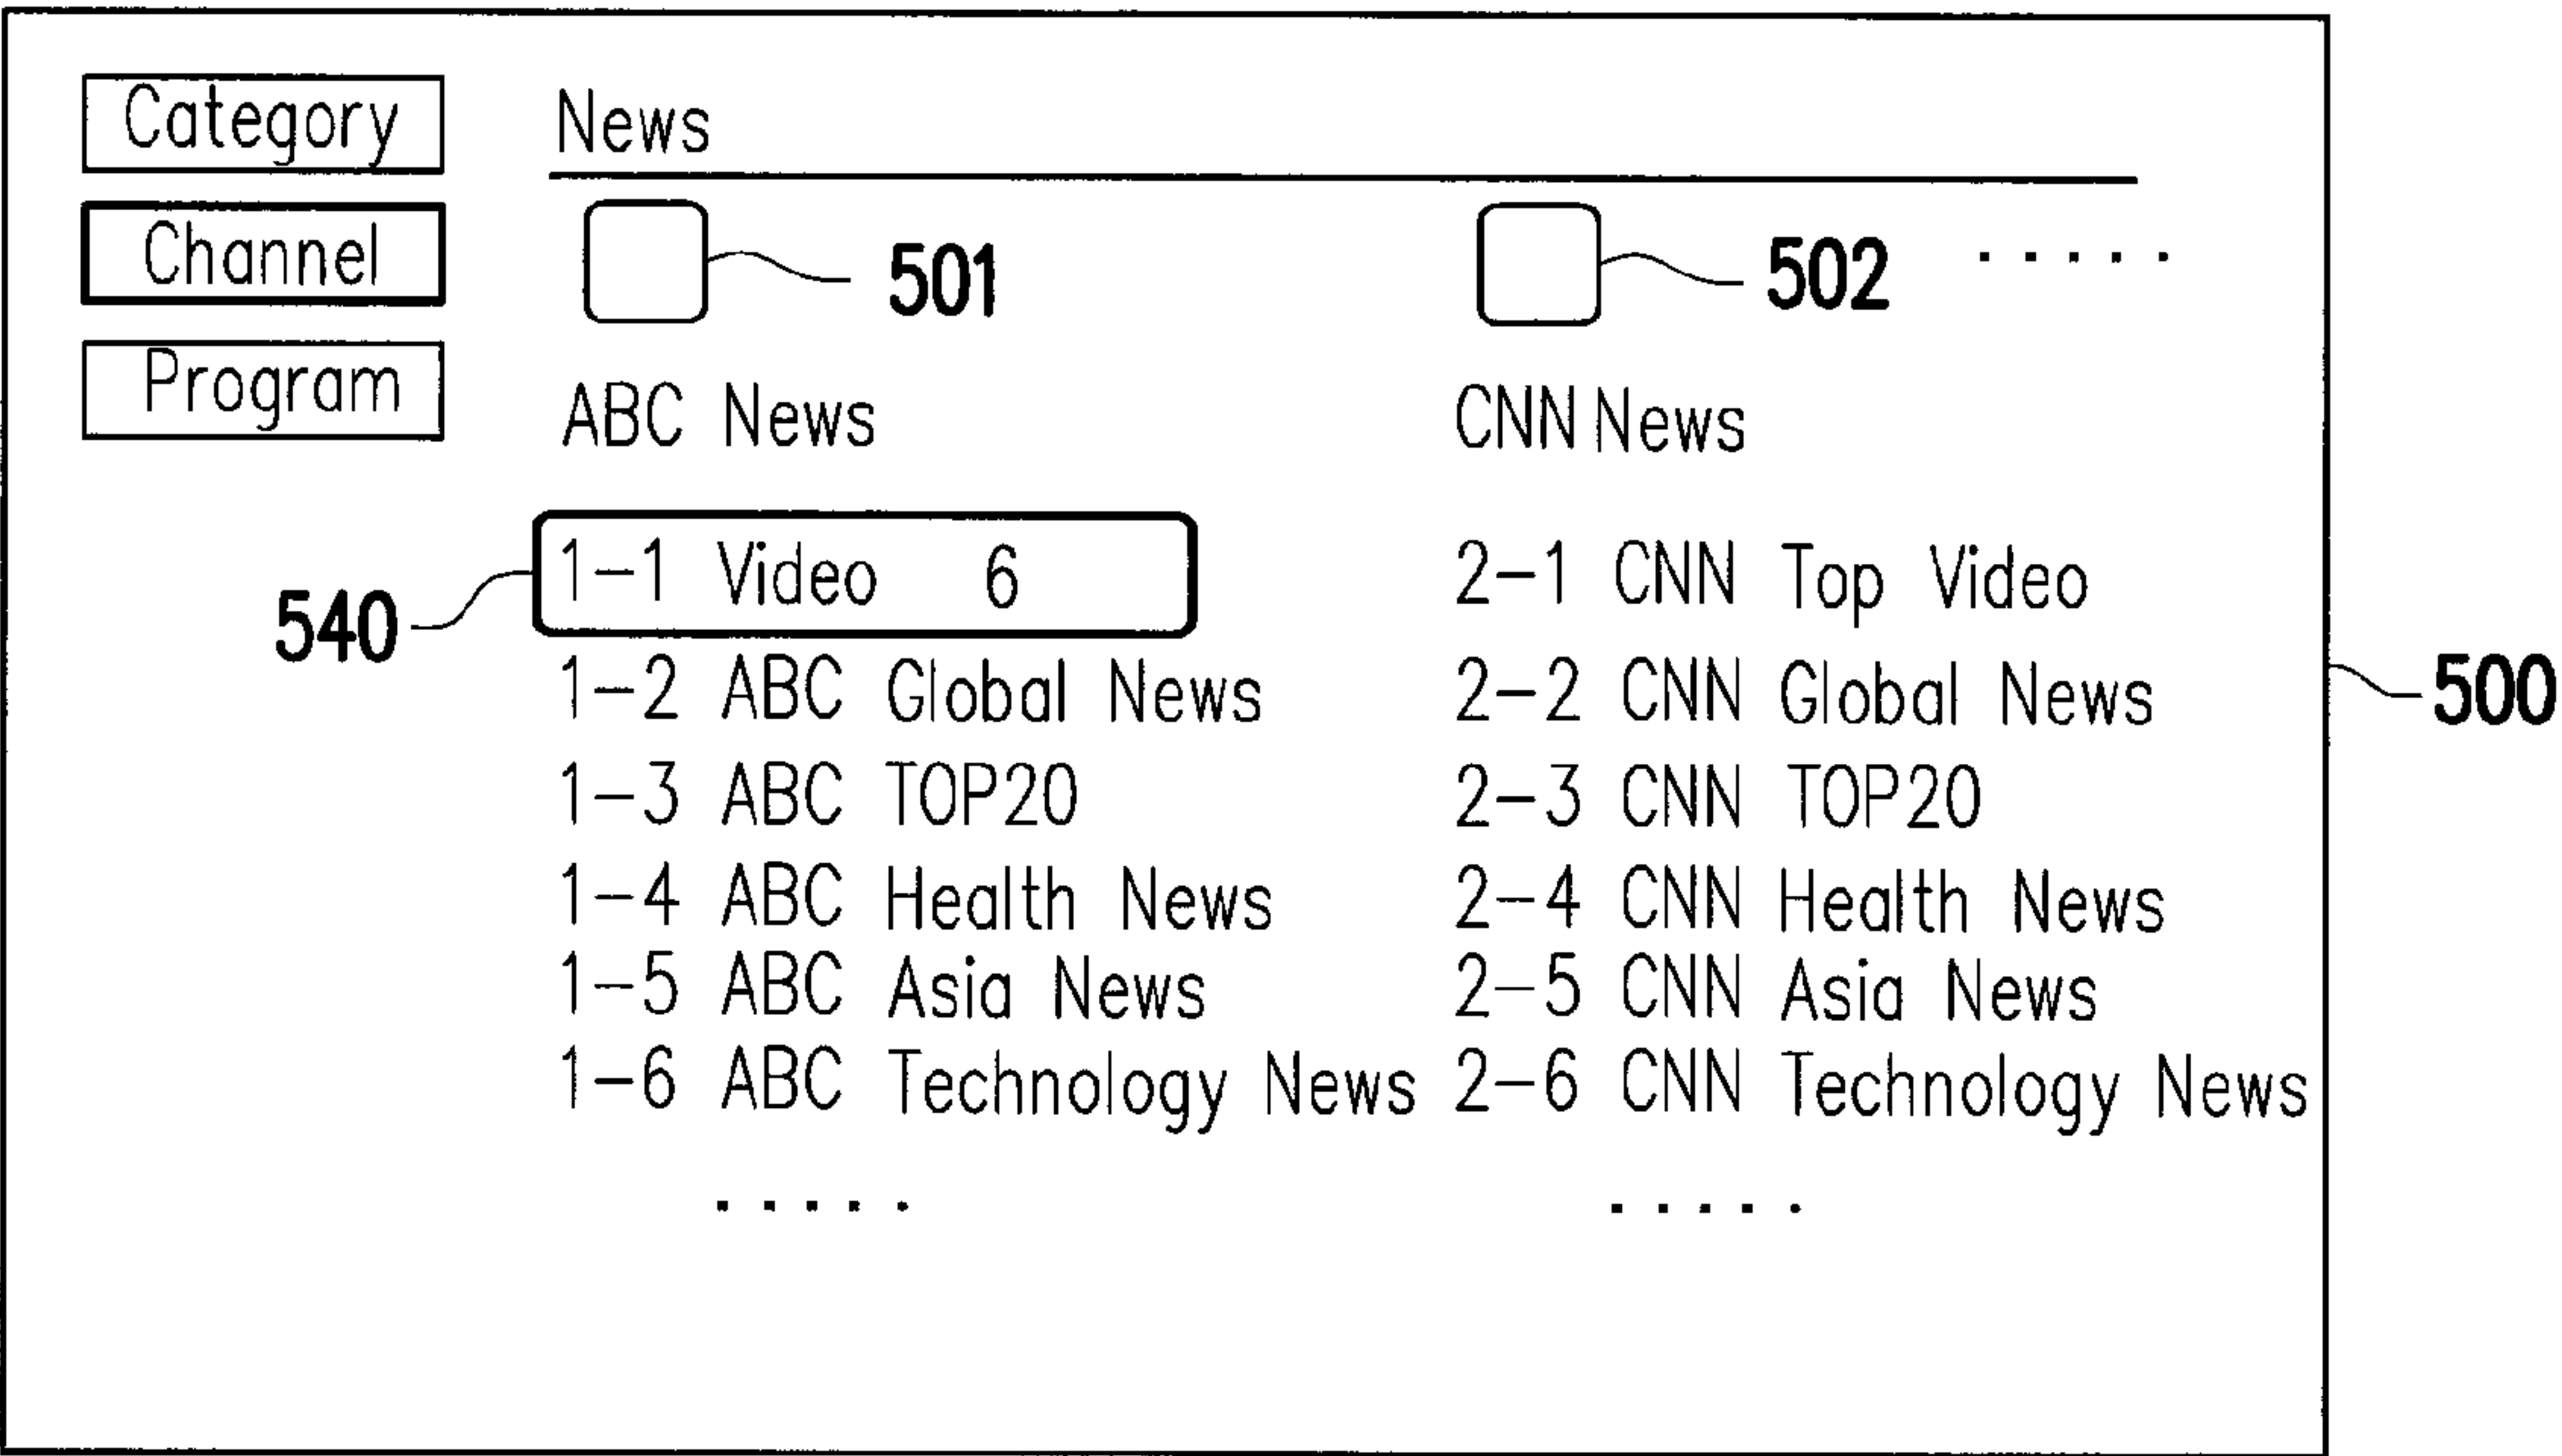 Category
News
Channel
501
502
.....
Program
ABC News
CNN News
540
1-1 Video 6
2-1 CNN Top Video
1-2 ABC Global News
2-2 CNN Global News
500
1-3 ABC TOP20
2-3 CNN TOP20
1-4 ABC Health News
2-4 CNN Health News
1-5 ABC Asia News
2-5 CNN Asia News
1-6 ABC Technology News
2-6 CNN Technology News
.....
.....